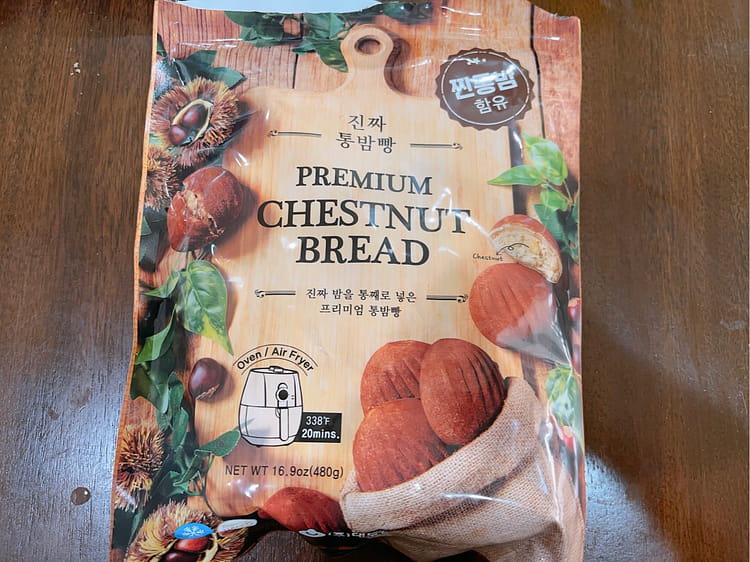 찐통밤
함유
진짜
통밤빵
PREMIUM
CHESTNUT
BREAD
Chestnut
진짜 밤을 통째로 넣은
프리미엄 통밤빵
Oven / Air Fryer
338°F
20mins.
NET WT 16.9oz(480g)